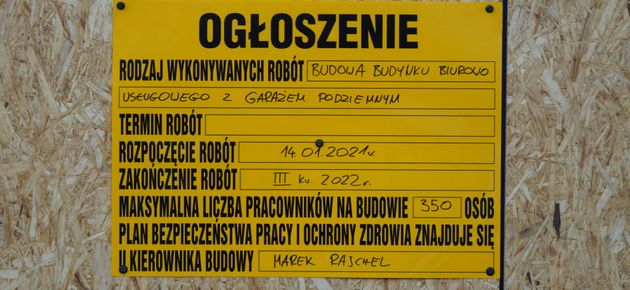 OGŁOSZENIE
RODZAJ WYKONYWANYCH ROBÓT BUDOWA BUDYNKU BIUROWO
USŁUGOWEGO Z GARAŻEM PODZIEMNYM
TERMIN ROBÓT
ROZPOCZĘCIE ROBÓT 14 01.2021r.
ZAKOŃCZENIE ROBÓT III kw. 2022r.
MAKSYMALNA LICZBA PRACOWNIKÓW NA BUDOWIE 350 OSÓB
PLAN BEZPIECZEŃSTWA PRACY I OCHRONY ZDROWIA ZNAJDUJE SIĘ
U KIEROWNIKA BUDOWY MAREK RAJCHEL